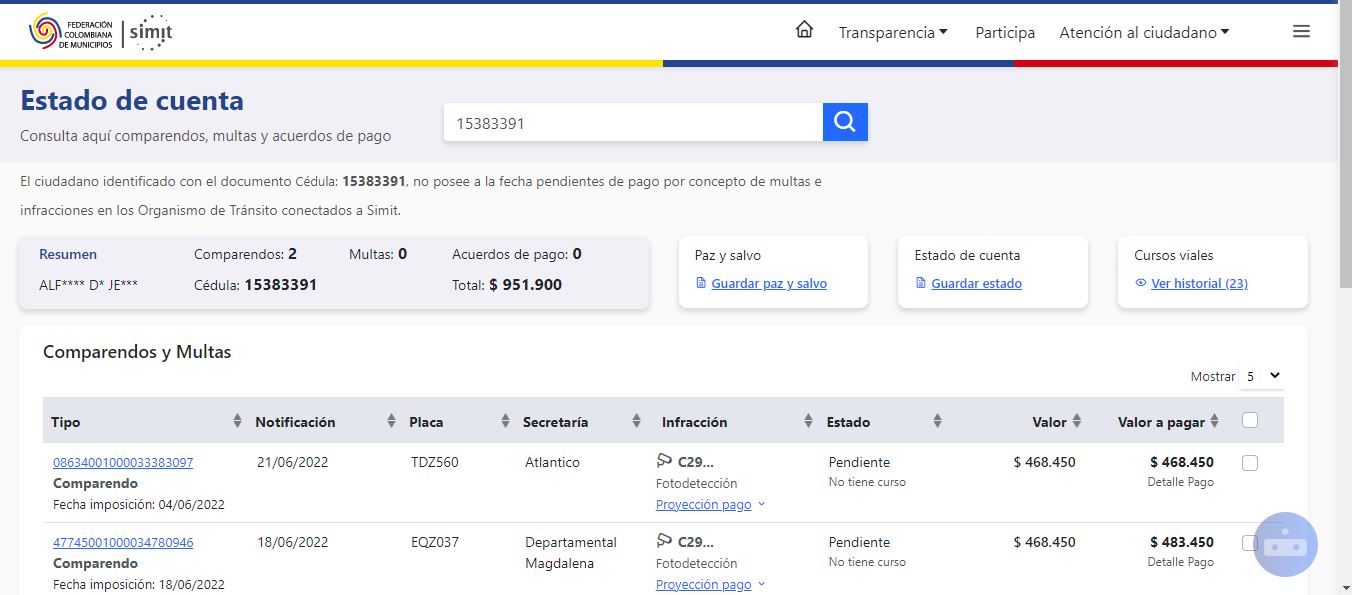 FEDERACIÓN
COLOMBIANA
DE MUNICIPIOS
simit
Transparencia
Participa
Atención al ciudadano
Estado de cuenta
Consulta aquí comparendos, multas y acuerdos de pago
15383391
El ciudadano identificado con el documento Cédula: 15383391, no posee a la fecha pendientes de pago por concepto de multas e
infracciones en los Organismo de Tránsito conectados a Simit.
Resumen Comparendos: 2 Multas: 0 Acuerdos de pago: 0
ALF**** D* JE*** Cédula: 15383391 Total: $ 951.900
Paz y salvo
Guardar paz y salvo
Estado de cuenta
Guardar estado
Cursos viales
Ver historial (23)
Comparendos y Multas
Mostrar 5
Tipo Notificación Placa Secretaría Infracción Estado Valor Valor a pagar
08634001000033383097 21/06/2022 TDZ560 Atlantico C29... Pendiente $ 468.450 $ 468.450
Comparendo Fotodetección No tiene curso Detalle Pago
Fecha imposición: 04/06/2022 Proyección pago
47745001000034780946 18/06/2022 EQZ037 Departamental C29... Pendiente $ 468.450 $ 483.450
Comparendo Magdalena Fotodetección No tiene curso Detalle Pago
Fecha imposición: 18/06/2022 Proyección pago